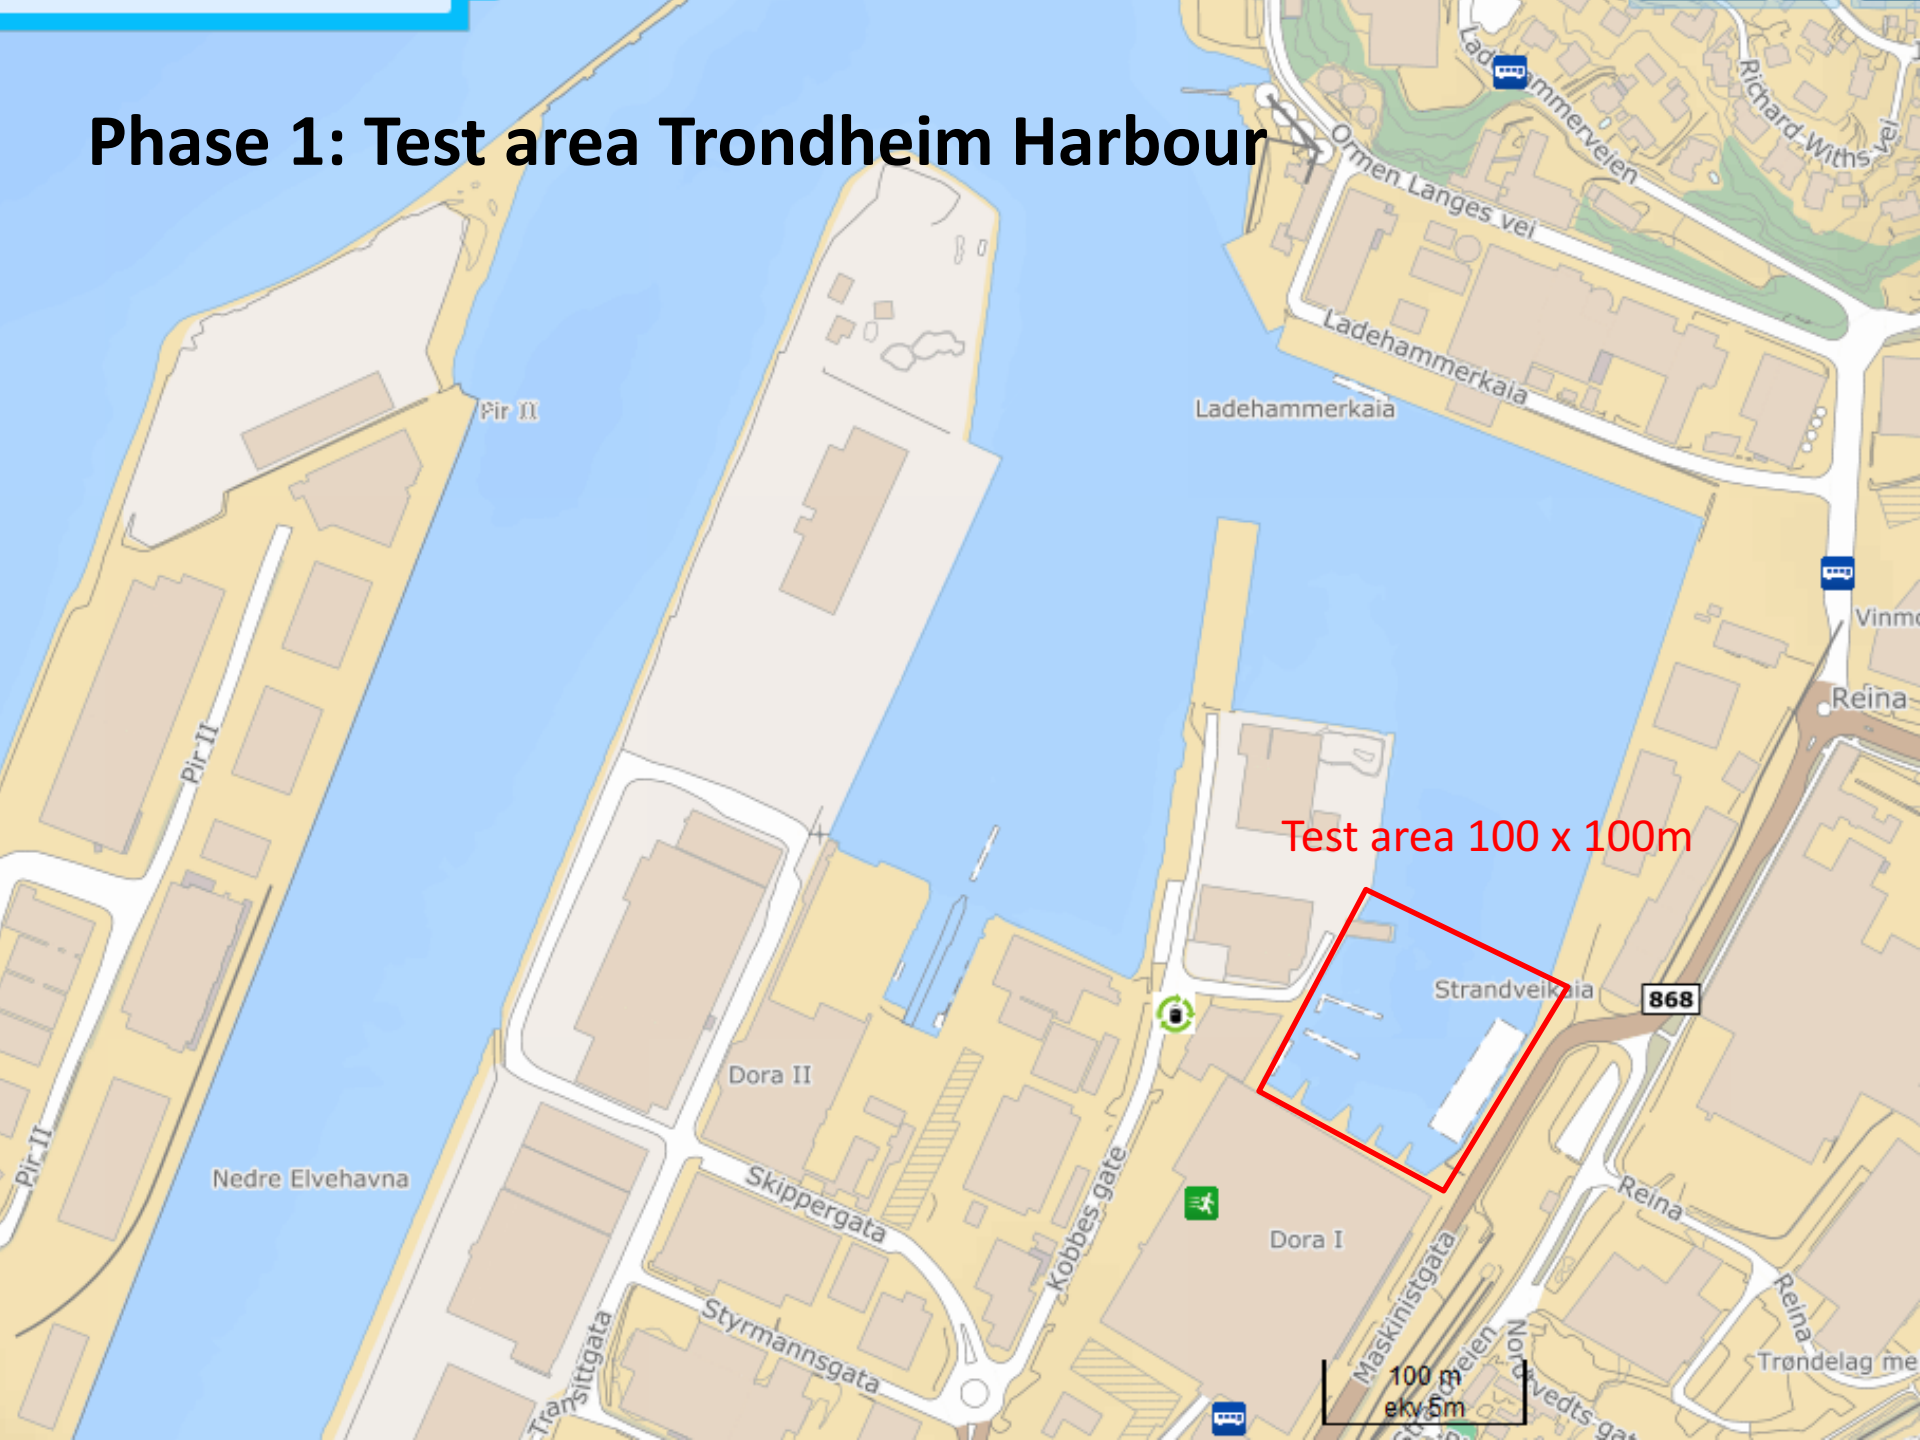 Phase 1: Test area Trondheim Harbour
Ladehammerveien
Richard Withs vei
Ormen Langes vei
Ladehammerkaia
Ladehammerkaia
Pir II
Vinmo
Reina
Pir II
Test area 100 x 100m
Strandveikaia
868
Dora II
Pir II
Nedre Elvehavna
Skippergata
Kobbes gate
Dora I
Reina
Reina
Maskinistgata
Styrmannsgata
Transittgata
Trøndelag me
100 m
ekv 5m